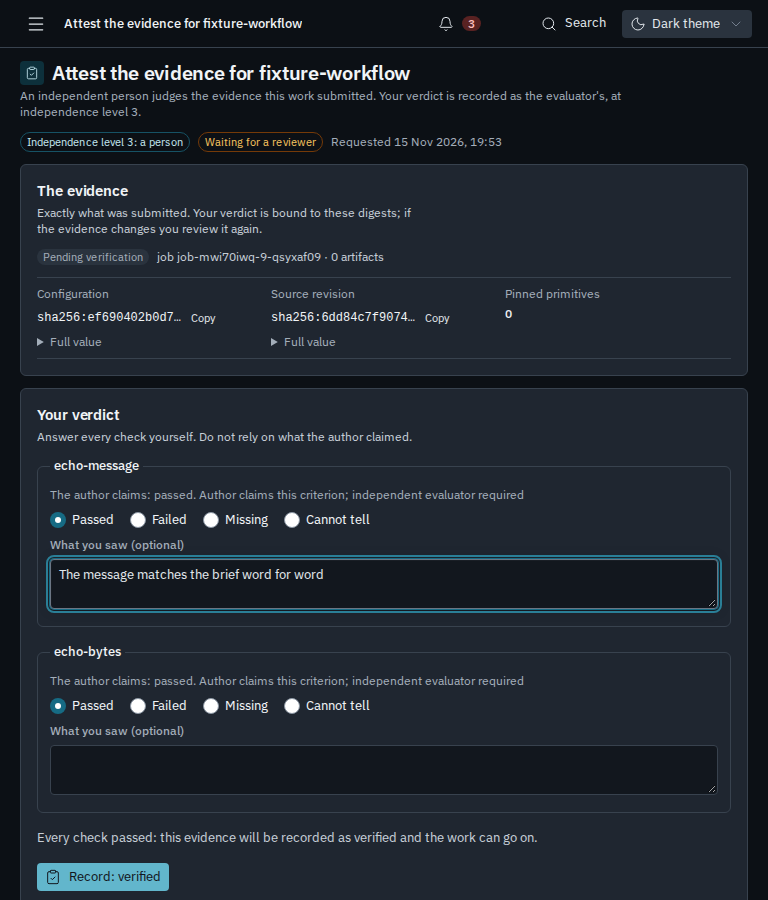 Attest the evidence for fixture-workflow
3
Search
Dark theme
Attest the evidence for fixture-workflow
An independent person judges the evidence this work submitted. Your verdict is recorded as the evaluator's, at
independence level 3.
Independence level 3: a person
Waiting for a reviewer
Requested 15 Nov 2026, 19:53
The evidence
Exactly what was submitted. Your verdict is bound to these digests; if
the evidence changes you review it again.
Pending verification
job job-mwi70iwq-9-qsyxaf09 · 0 artifacts
Configuration
Source revision
Pinned primitives
sha256:ef690402b0d7…
Copy
sha256:6dd84c7f9074…
Copy
0
Full value
Full value
Your verdict
Answer every check yourself. Do not rely on what the author claimed.
echo-message
The author claims: passed. Author claims this criterion; independent evaluator required
Passed
Failed
Missing
Cannot tell
What you saw (optional)
The message matches the brief word for word
echo-bytes
The author claims: passed. Author claims this criterion; independent evaluator required
Passed
Failed
Missing
Cannot tell
What you saw (optional)
Every check passed: this evidence will be recorded as verified and the work can go on.
Record: verified